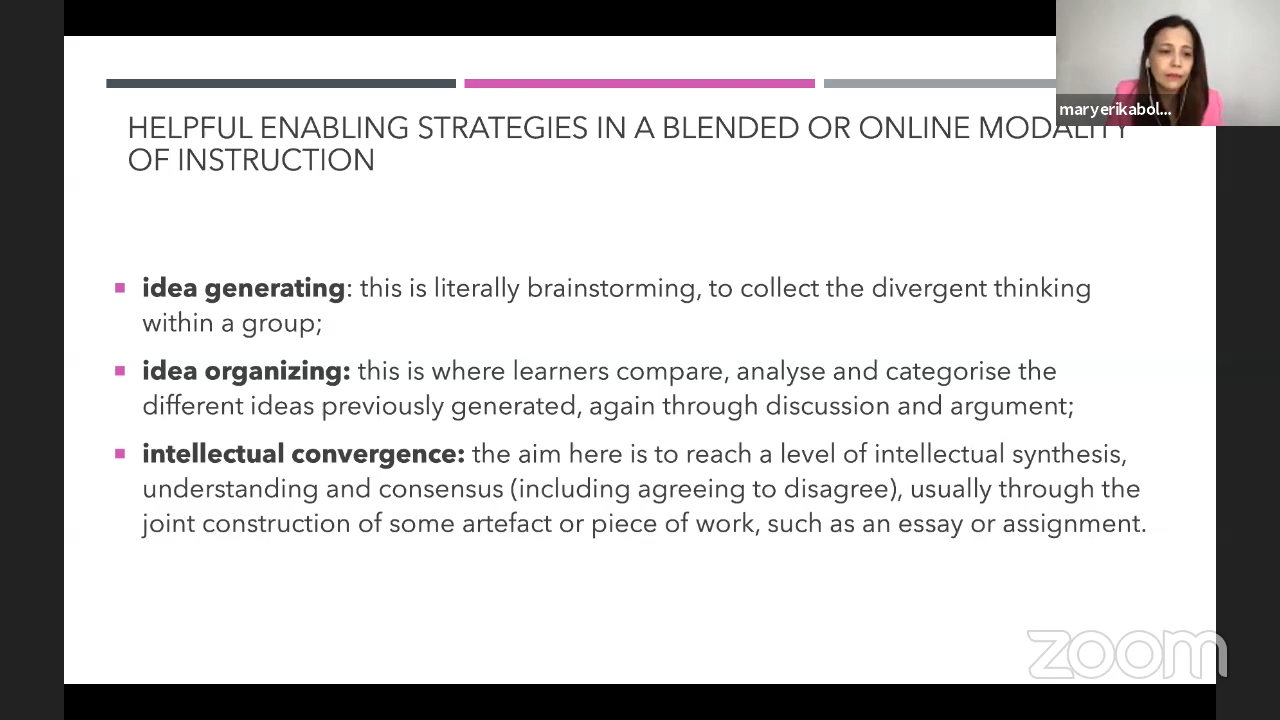 maryerikabol...
HELPFUL ENABLING STRATEGIES IN A BLENDED OR ONLINE MODALITY
OF INSTRUCTION
idea generating: this is literally brainstorming, to collect the divergent thinking
within a group;
idea organizing: this is where learners compare, analyse and categorise the
different ideas previously generated, again through discussion and argument;
intellectual convergence: the aim here is to reach a level of intellectual synthesis,
understanding and consensus (including agreeing to disagree), usually through the
joint construction of some artefact or piece of work, such as an essay or assignment.
zoom